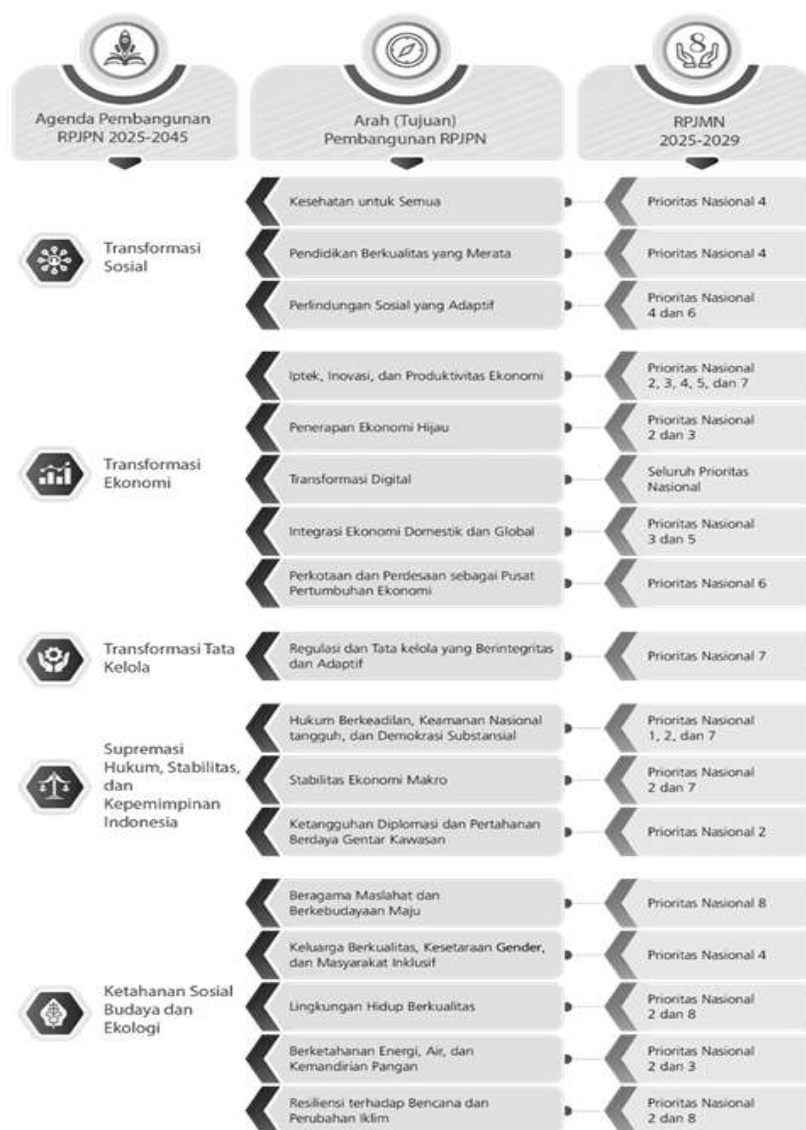 8
Agenda Pembangunan
RPJPN 2025-2045
Arah (Tujuan)
Pembangunan RPJPN
RPJMN
2025-2029
Transformasi
Sosial
Kesehatan untuk Semua
Prioritas Nasional 4
Pendidikan Berkualitas yang Merata
Prioritas Nasional 4
Perlindungan Sosial yang Adaptif
Prioritas Nasional
4 dan 6
Transformasi
Ekonomi
Iptek, Inovasi, dan Produktivitas Ekonomi
Prioritas Nasional
2, 3, 4, 5, dan 7
Penerapan Ekonomi Hijau
Prioritas Nasional
2 dan 3
Transformasi Digital
Seluruh Prioritas
Nasional
Integrasi Ekonomi Domestik dan Global
Prioritas Nasional
3 dan 5
Perkotaan dan Perdesaan sebagai Pusat
Pertumbuhan Ekonomi
Prioritas Nasional 6
Transformasi Tata
Kelola
Regulasi dan Tata kelola yang Berintegritas
dan Adaptif
Prioritas Nasional 7
Supremasi
Hukum, Stabilitas,
dan
Kepemimpinan
Indonesia
Hukum Berkeadilan, Keamanan Nasional
tangguh, dan Demokrasi Substansial
Prioritas Nasional
1, 2, dan 7
Stabilitas Ekonomi Makro
Prioritas Nasional
2 dan 7
Ketangguhan Diplomasi dan Pertahanan
Berdaya Gentar Kawasan
Prioritas Nasional 2
Ketahanan Sosial
Budaya dan
Ekologi
Beragama Maslahat dan
Berkebudayaan Maju
Prioritas Nasional 8
Keluarga Berkualitas, Kesetaraan Gender,
dan Masyarakat Inklusif
Prioritas Nasional 4
Lingkungan Hidup Berkualitas
Prioritas Nasional
2 dan 8
Berketahanan Energi, Air, dan
Kemandirian Pangan
Prioritas Nasional
2 dan 3
Resiliensi terhadap Bencana dan
Perubahan Iklim
Prioritas Nasional
2 dan 8